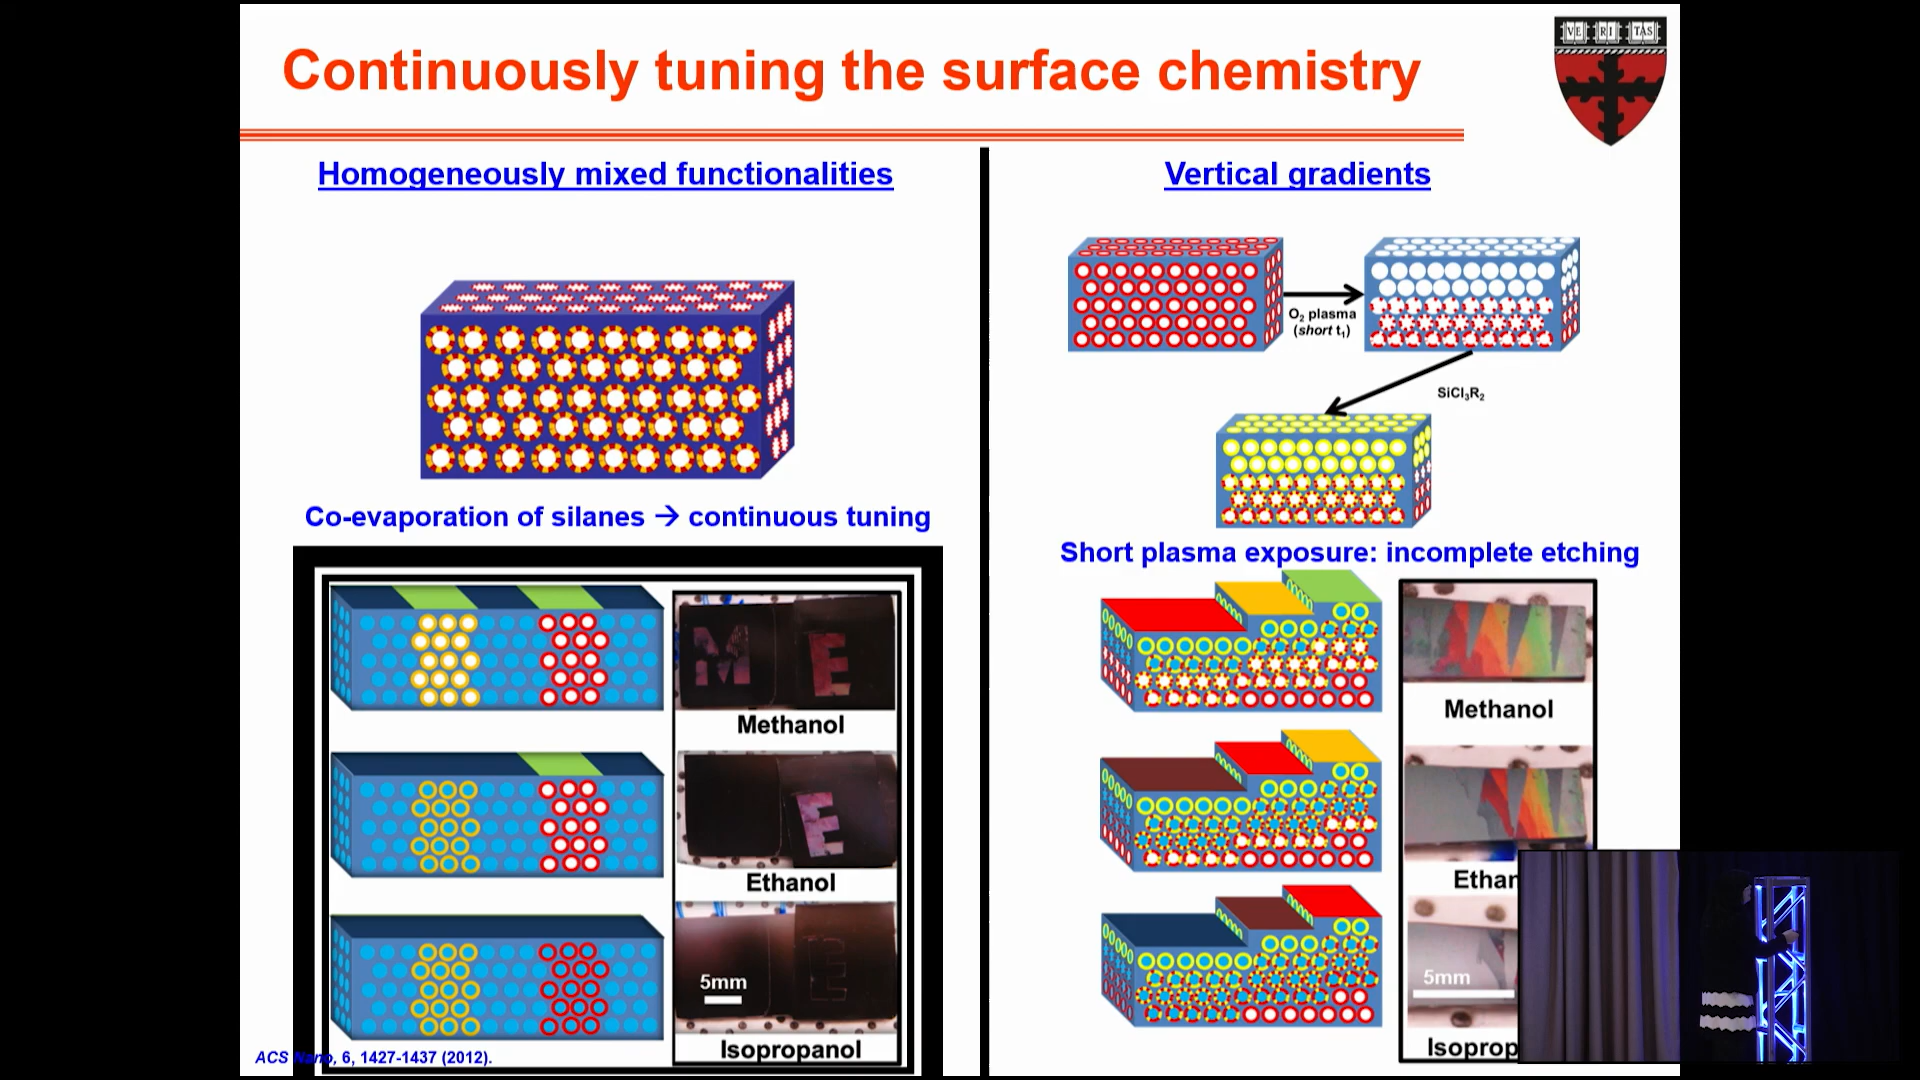 Continuously tuning the surface chemistry
VE RI TAS
Homogeneously mixed functionalities
Co-evaporation of silanes → continuous tuning
M E
Methanol
E
Ethanol
E
5mm
Isopropanol
ACS Nano, 6, 1427-1437 (2012).
Vertical gradients
O₂ plasma
(short t₁)
SiCl₃R₂
Short plasma exposure: incomplete etching
Methanol
Ethan
5mm
Isoprop